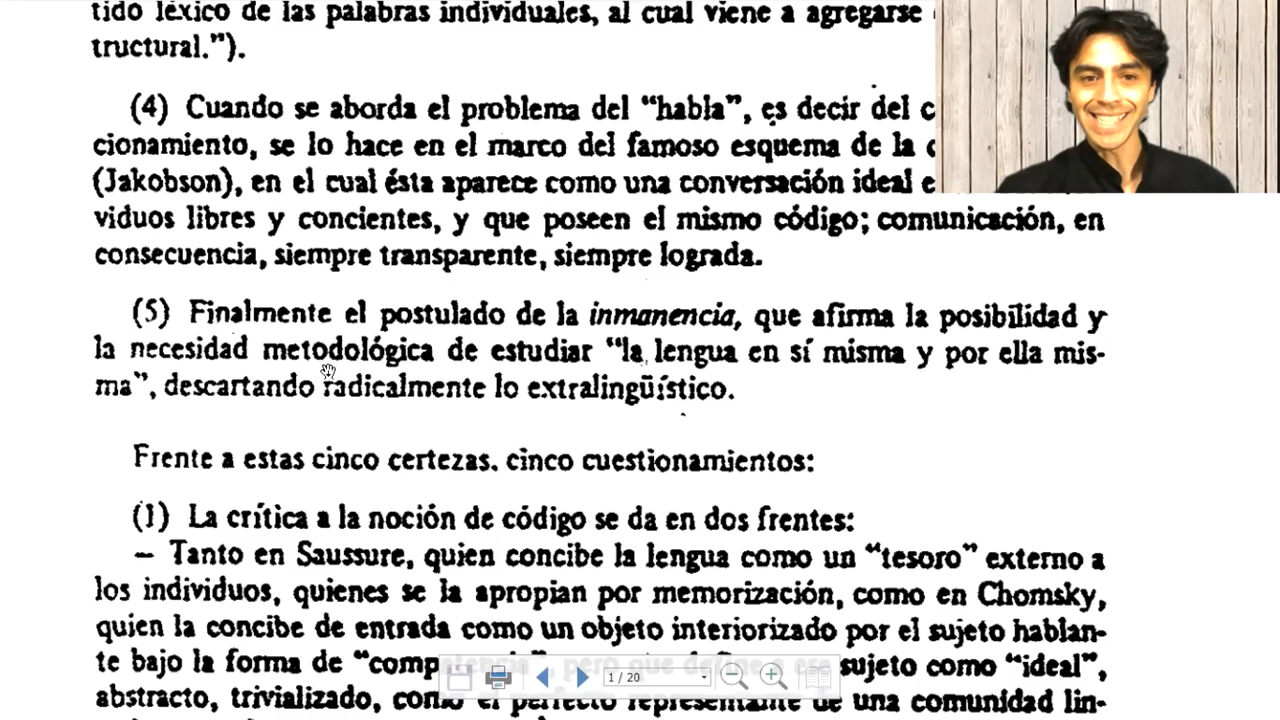 tido léxico de las palabras individuales, al cual viene a agregarse
tructural.”).
(4) Cuando se aborda el problema del “habla”, es decir del c
cionamiento, se lo hace en el marco del famoso esquema de la c
(Jakobson), en el cual ésta aparece como una conversación ideal e
viduos libres y concientes, y que poseen el mismo código; comunicación, en
consecuencia, siempre transparente, siempre lograda.
(5) Finalmente el postulado de la inmanencia, que afirma la posibilidad y
la necesidad metodológica de estudiar “la lengua en sí misma y por ella mis-
ma”, descartando radicalmente lo extralingüístico.
Frente a estas cinco certezas. cinco cuestionamientos:
(1) La crítica a la noción de código se da en dos frentes:
— Tanto en Saussure, quien concibe la lengua como un “tesoro” externo a
los individuos, quienes se la apropian por memorización, como en Chomsky,
quien la concibe de entrada como un objeto interiorizado por el sujeto hablan-
te bajo la forma de “competencia”, pero que define a ese sujeto como “ideal”,
1 / 20
abstracto, trivializado, como el perfecto representante de una comunidad lin-